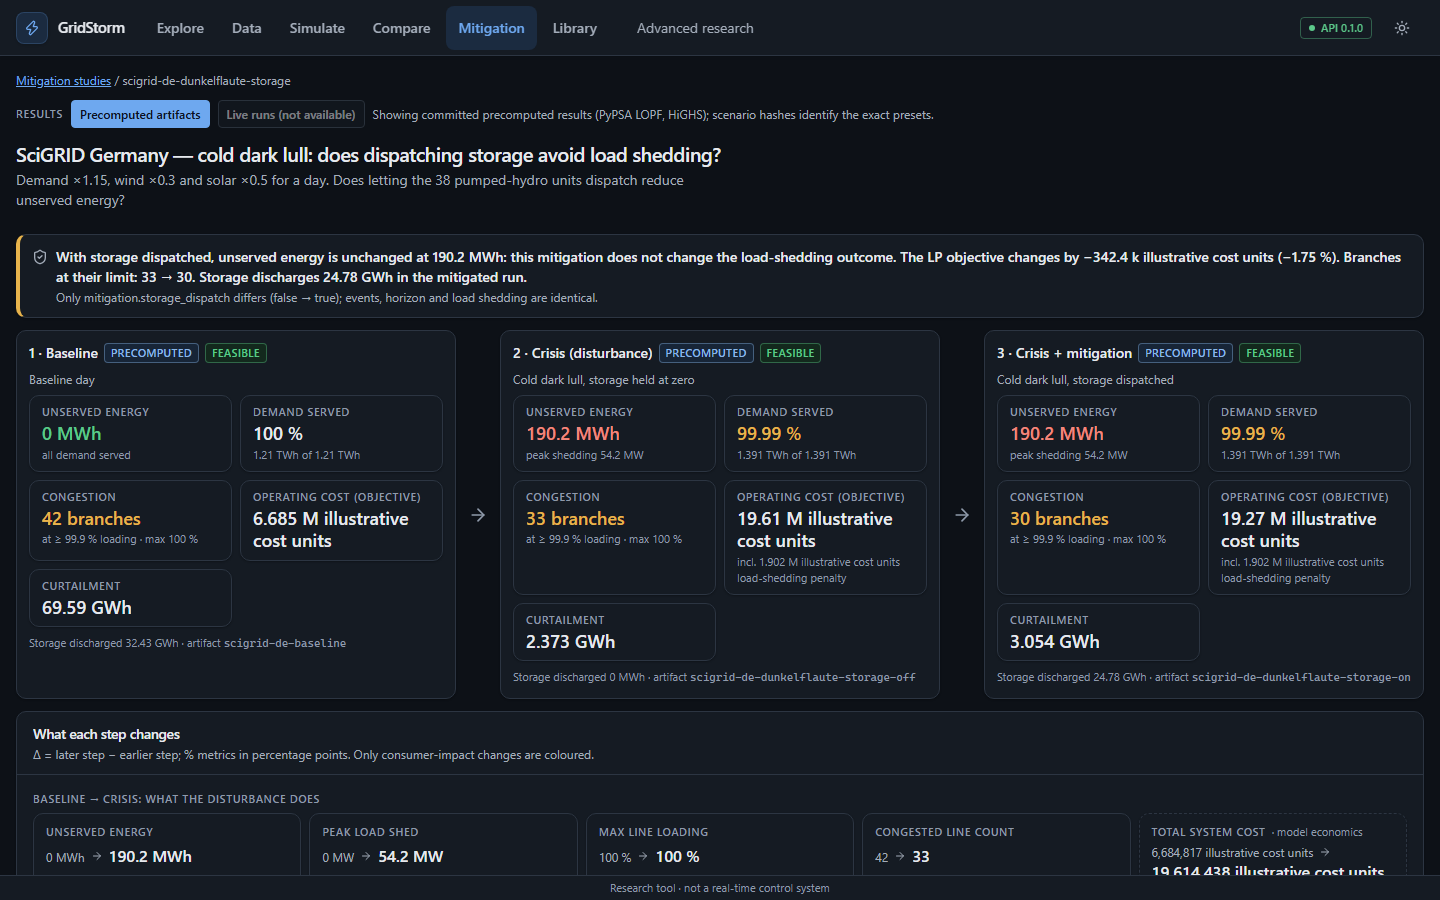 GridStorm Explore Data Simulate Compare Mitigation Library Advanced research API 0.1.0
Mitigation studies / scigrid-de-dunkelflaute-storage
RESULTS Precomputed artifacts Live runs (not available) Showing committed precomputed results (PyPSA LOPF, HiGHS); scenario hashes identify the exact presets.
SciGRID Germany — cold dark lull: does dispatching storage avoid load shedding?
Demand ×1.15, wind ×0.3 and solar ×0.5 for a day. Does letting the 38 pumped-hydro units dispatch reduce
unserved energy?
With storage dispatched, unserved energy is unchanged at 190.2 MWh: this mitigation does not change the load-shedding outcome. The LP objective changes by −342.4 k illustrative cost units (−1.75 %). Branches
at their limit: 33 → 30. Storage discharges 24.78 GWh in the mitigated run.
Only mitigation.storage_dispatch differs (false → true); events, horizon and load shedding are identical.
1 · Baseline PRECOMPUTED FEASIBLE
Baseline day
UNSERVED ENERGY
0 MWh
all demand served
DEMAND SERVED
100 %
1.21 TWh of 1.21 TWh
CONGESTION
42 branches
at ≥ 99.9 % loading · max 100 %
OPERATING COST (OBJECTIVE)
6.685 M illustrative
cost units
CURTAILMENT
69.59 GWh
Storage discharged 32.43 GWh · artifact scigrid-de-baseline
→
2 · Crisis (disturbance) PRECOMPUTED FEASIBLE
Cold dark lull, storage held at zero
UNSERVED ENERGY
190.2 MWh
peak shedding 54.2 MW
DEMAND SERVED
99.99 %
1.391 TWh of 1.391 TWh
CONGESTION
33 branches
at ≥ 99.9 % loading · max 100 %
OPERATING COST (OBJECTIVE)
19.61 M illustrative
cost units
incl. 1.902 M illustrative cost units
load-shedding penalty
CURTAILMENT
2.373 GWh
Storage discharged 0 MWh · artifact scigrid-de-dunkelflaute-storage-off
→
3 · Crisis + mitigation PRECOMPUTED FEASIBLE
Cold dark lull, storage dispatched
UNSERVED ENERGY
190.2 MWh
peak shedding 54.2 MW
DEMAND SERVED
99.99 %
1.391 TWh of 1.391 TWh
CONGESTION
30 branches
at ≥ 99.9 % loading · max 100 %
OPERATING COST (OBJECTIVE)
19.27 M illustrative
cost units
incl. 1.902 M illustrative cost units
load-shedding penalty
CURTAILMENT
3.054 GWh
Storage discharged 24.78 GWh · artifact scigrid-de-dunkelflaute-storage-on
What each step changes
Δ = later step − earlier step; % metrics in percentage points. Only consumer-impact changes are coloured.
BASELINE → CRISIS: WHAT THE DISTURBANCE DOES
UNSERVED ENERGY
0 MWh → 190.2 MWh
PEAK LOAD SHED
0 MW → 54.2 MW
MAX LINE LOADING
100 % → 100 %
CONGESTED LINE COUNT
42 → 33
TOTAL SYSTEM COST · model economics
6,684,817 illustrative cost units →
19,614,438 illustrative cost units
Research tool · not a real-time control system